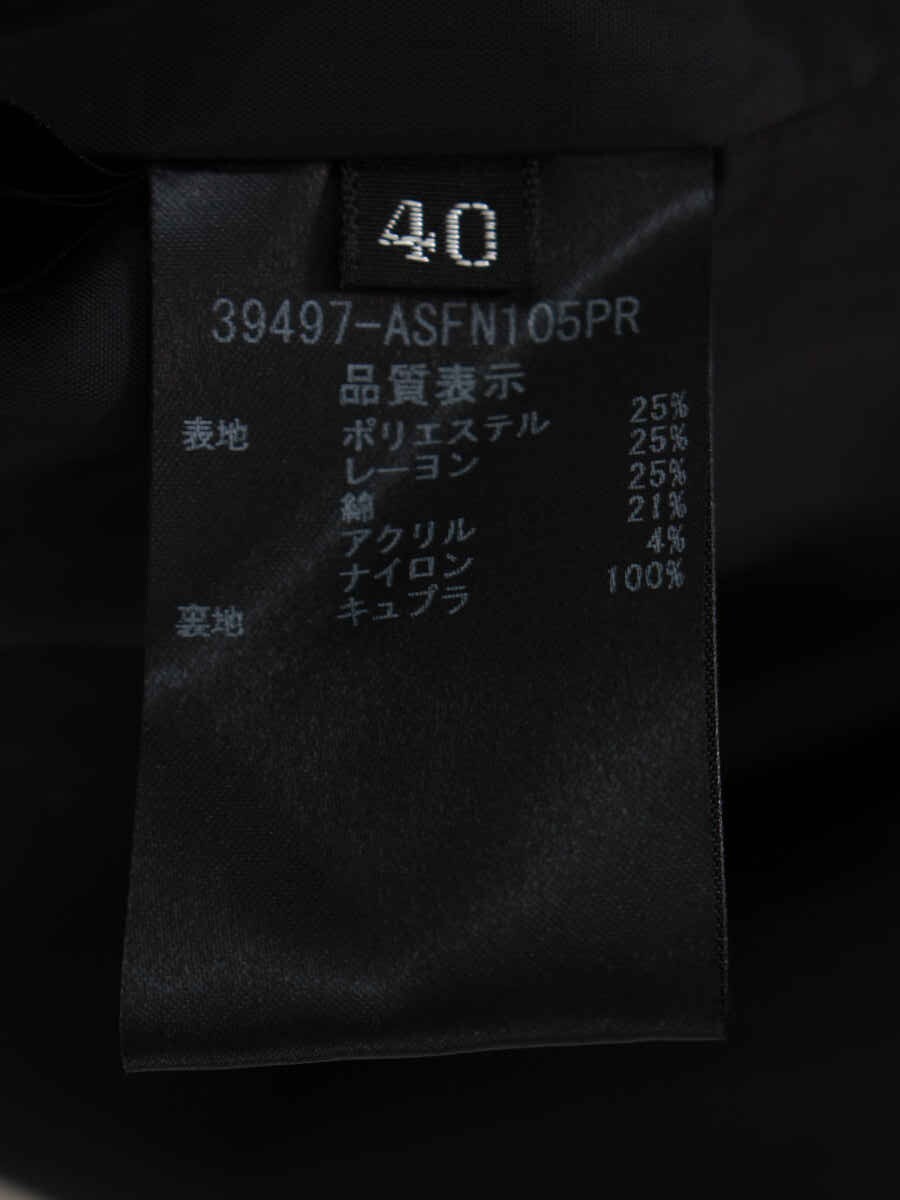 40
39497-ASFN105PR
品質表示
表地 ポリエステル 25%
レーヨン 25%
綿 25%
アクリル 21%
ナイロン 4%
裏地 キュプラ 100%